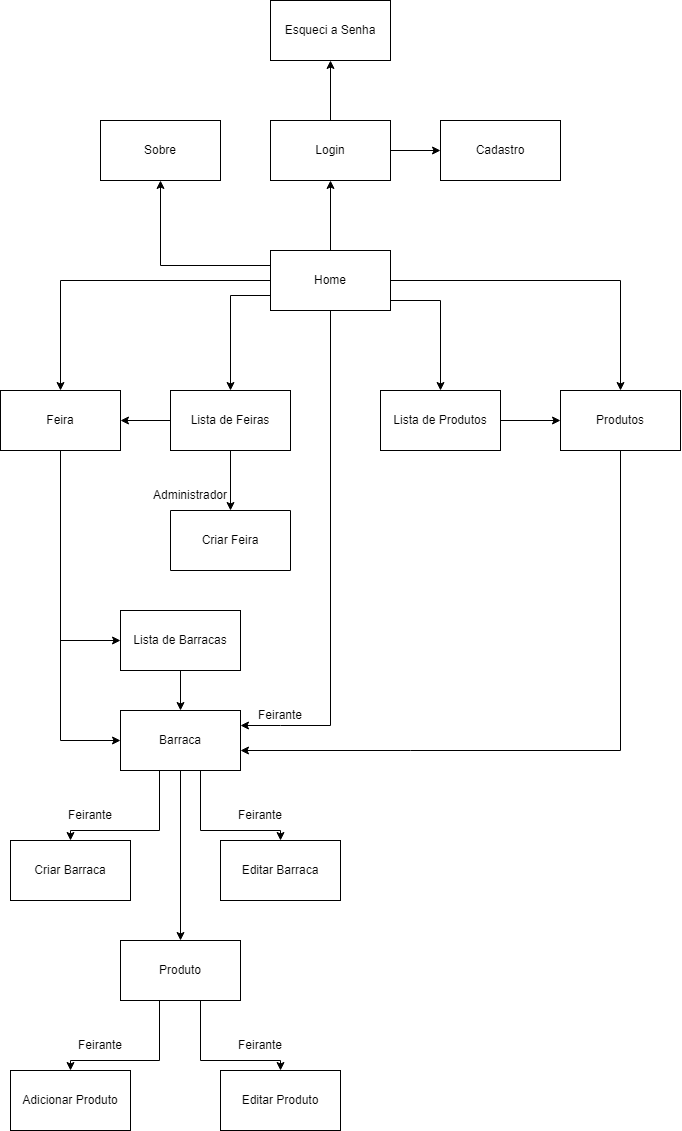 Esqueci a Senha
Sobre
Login
Cadastro
Home
Feira
Lista de Feiras
Lista de Produtos
Produtos
Administrador
Criar Feira
Lista de Barracas
Feirante
Barraca
Feirante
Feirante
Criar Barraca
Editar Barraca
Produto
Feirante
Feirante
Adicionar Produto
Editar Produto